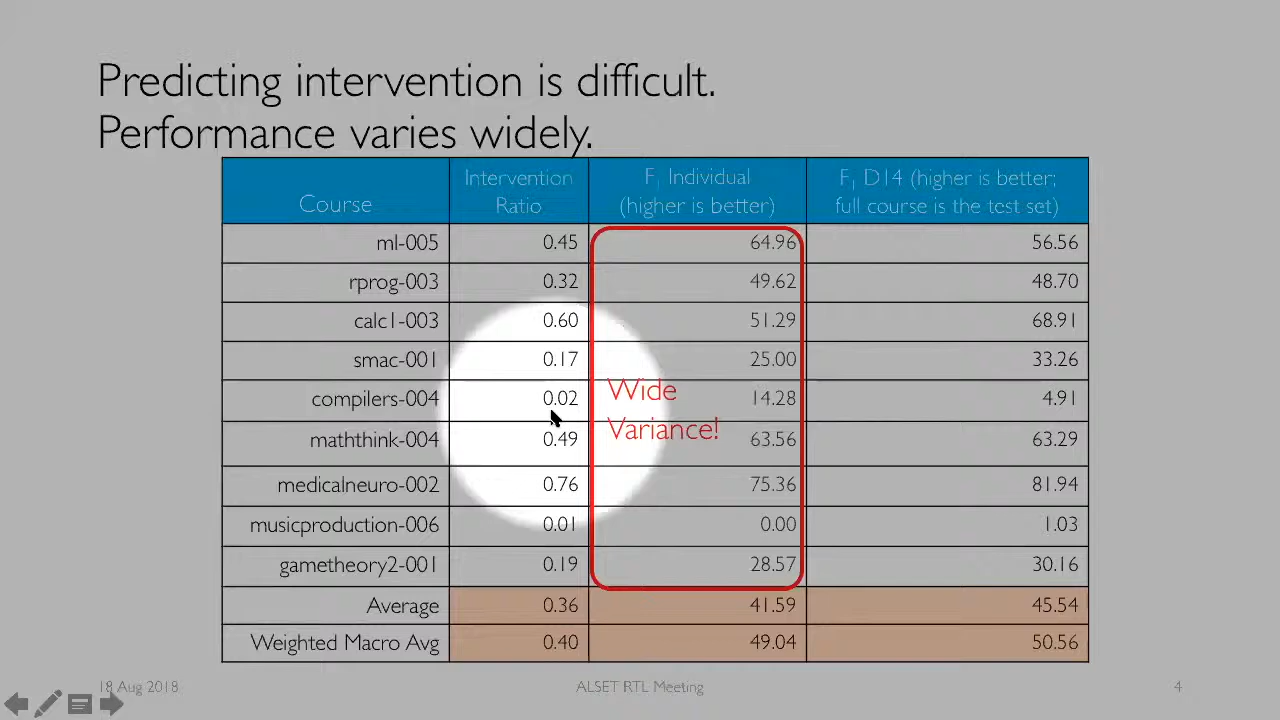 Predicting intervention is difficult.
Performance varies widely.
Course Intervention Ratio F1 Individual (higher is better) F1 D14 (higher is better; full course is the test set)
ml-005 0.45 64.96 56.56
rprog-003 0.32 49.62 48.70
calc1-003 0.60 51.29 68.91
smac-001 0.17 25.00 33.26
compilers-004 0.02 14.28 4.91
maththink-004 0.49 63.56 63.29
medicalneuro-002 0.76 75.36 81.94
musicproduction-006 0.01 0.00 1.03
gametheory2-001 0.19 28.57 30.16
Average 0.36 41.59 45.54
Weighted Macro Avg 0.40 49.04 50.56
Wide
Variance!
18 Aug 2018 ALSET RTL Meeting 4